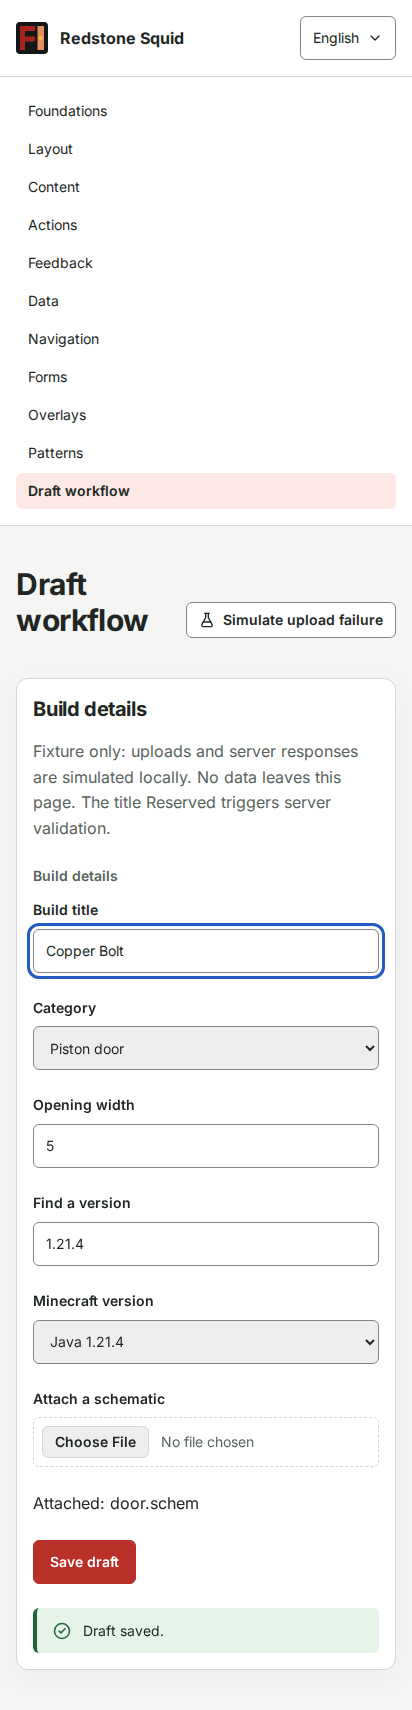 Redstone Squid
English
Foundations
Layout
Content
Actions
Feedback
Data
Navigation
Forms
Overlays
Patterns
Draft workflow
Draft
workflow
Simulate upload failure
Build details
Fixture only: uploads and server responses
are simulated locally. No data leaves this
page. The title Reserved triggers server
validation.
Build details
Build title
Copper Bolt
Category
Piston door
Opening width
5
Find a version
1.21.4
Minecraft version
Java 1.21.4
Attach a schematic
Choose File No file chosen
Attached: door.schem
Save draft
Draft saved.